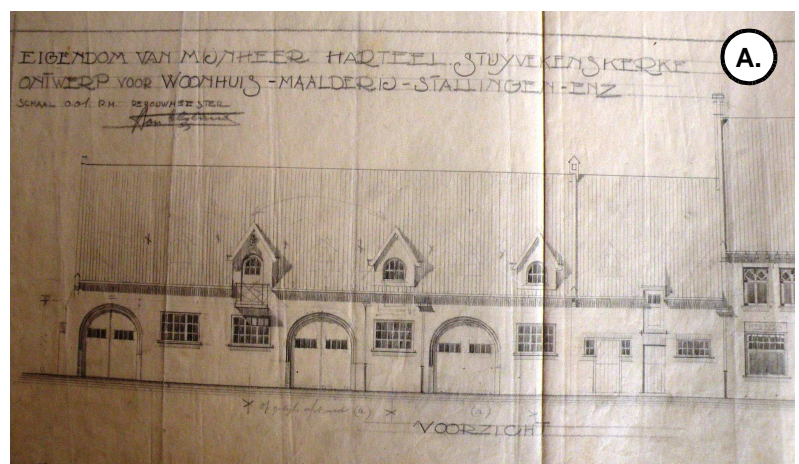 EIGENDOM VAN MIJNHEER HARTEEL. STUYVEKENSKERKE
A.
ONTWERP VOOR WOONHUIS - MAALDERIJ - STALLINGEN - ENZ
SCHAAL 0.01 P.M. DE BOUWMEESTER
(a)
(a)
VOORZICHT